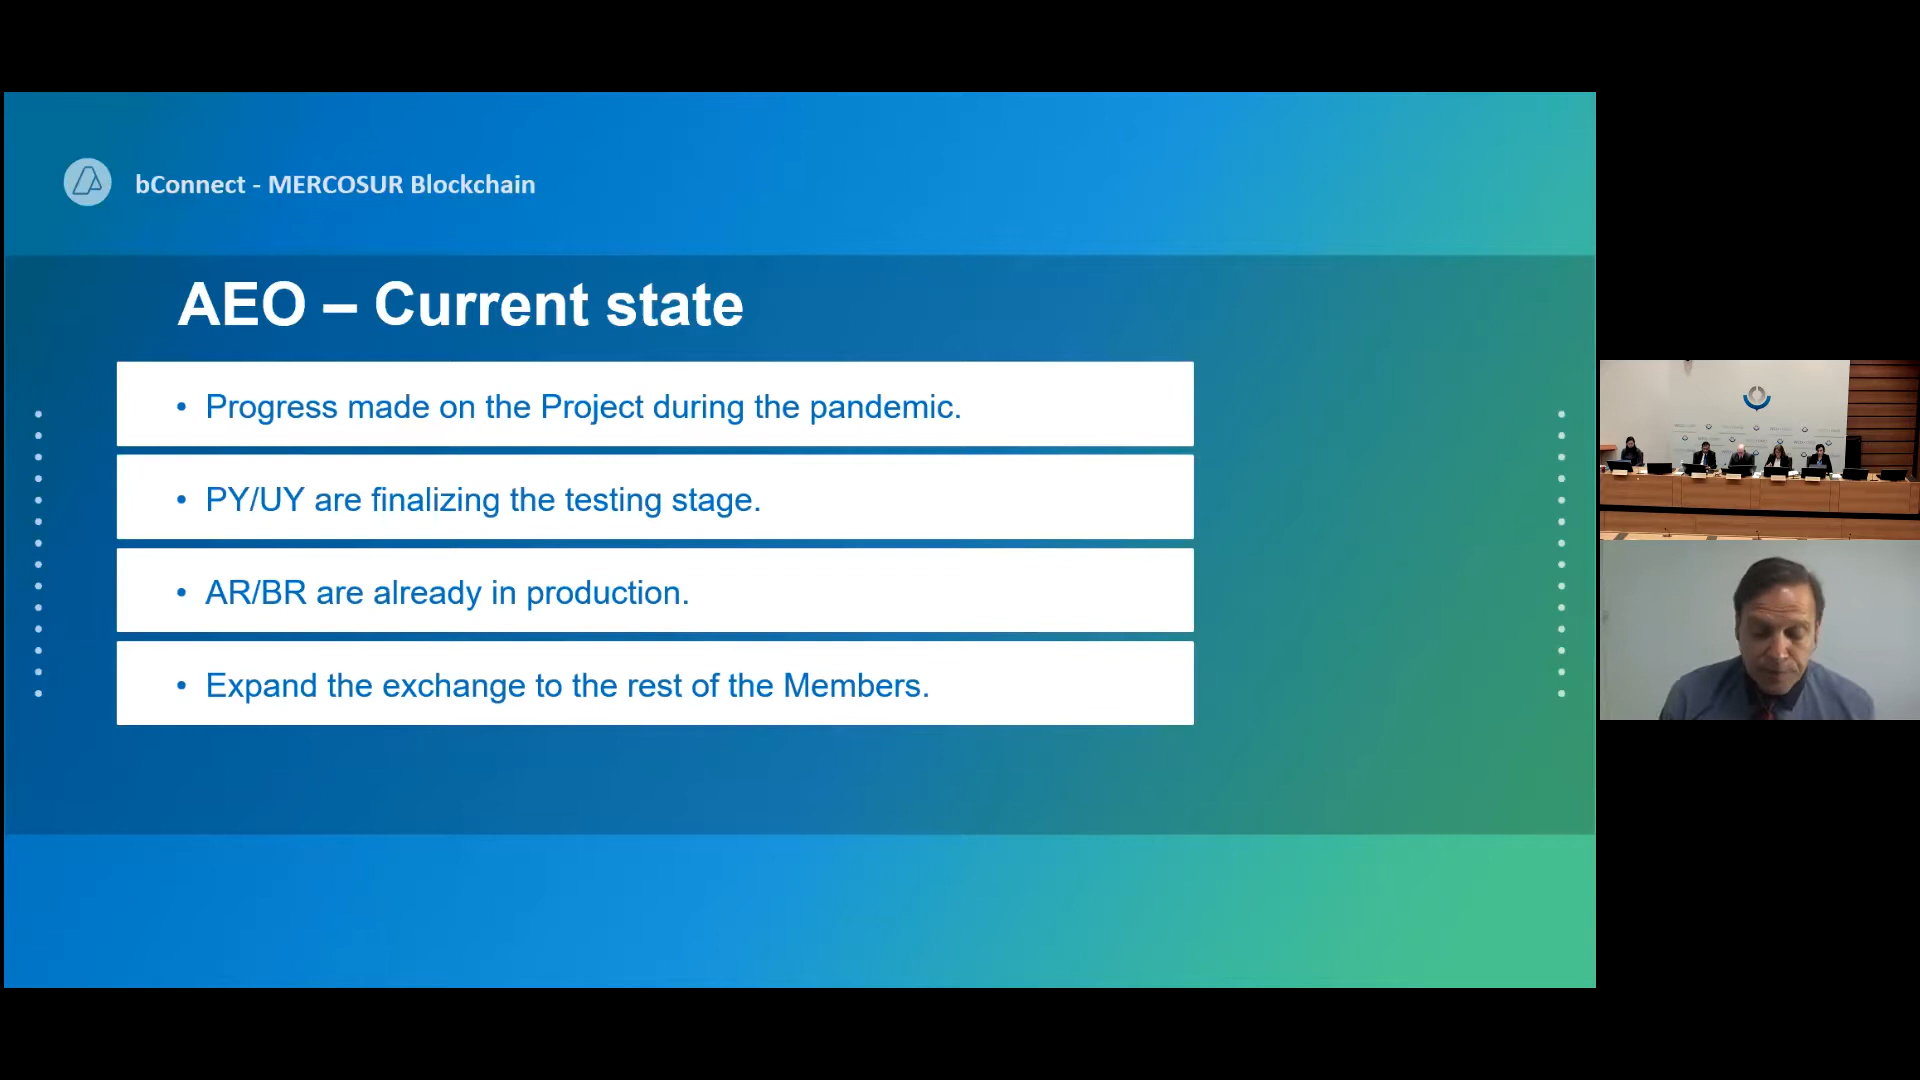 bConnect - MERCOSUR Blockchain
AEO – Current state
• Progress made on the Project during the pandemic.
• PY/UY are finalizing the testing stage.
• AR/BR are already in production.
• Expand the exchange to the rest of the Members.